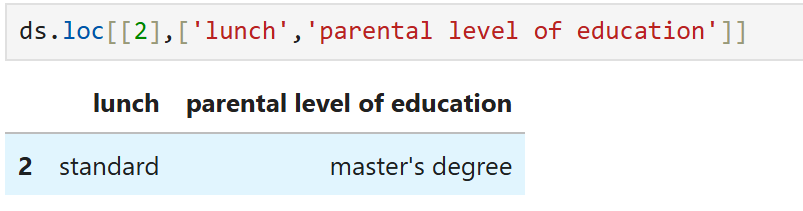 ds.loc[[2],['lunch','parental level of education']]
lunch parental level of education
2 standard master's degree